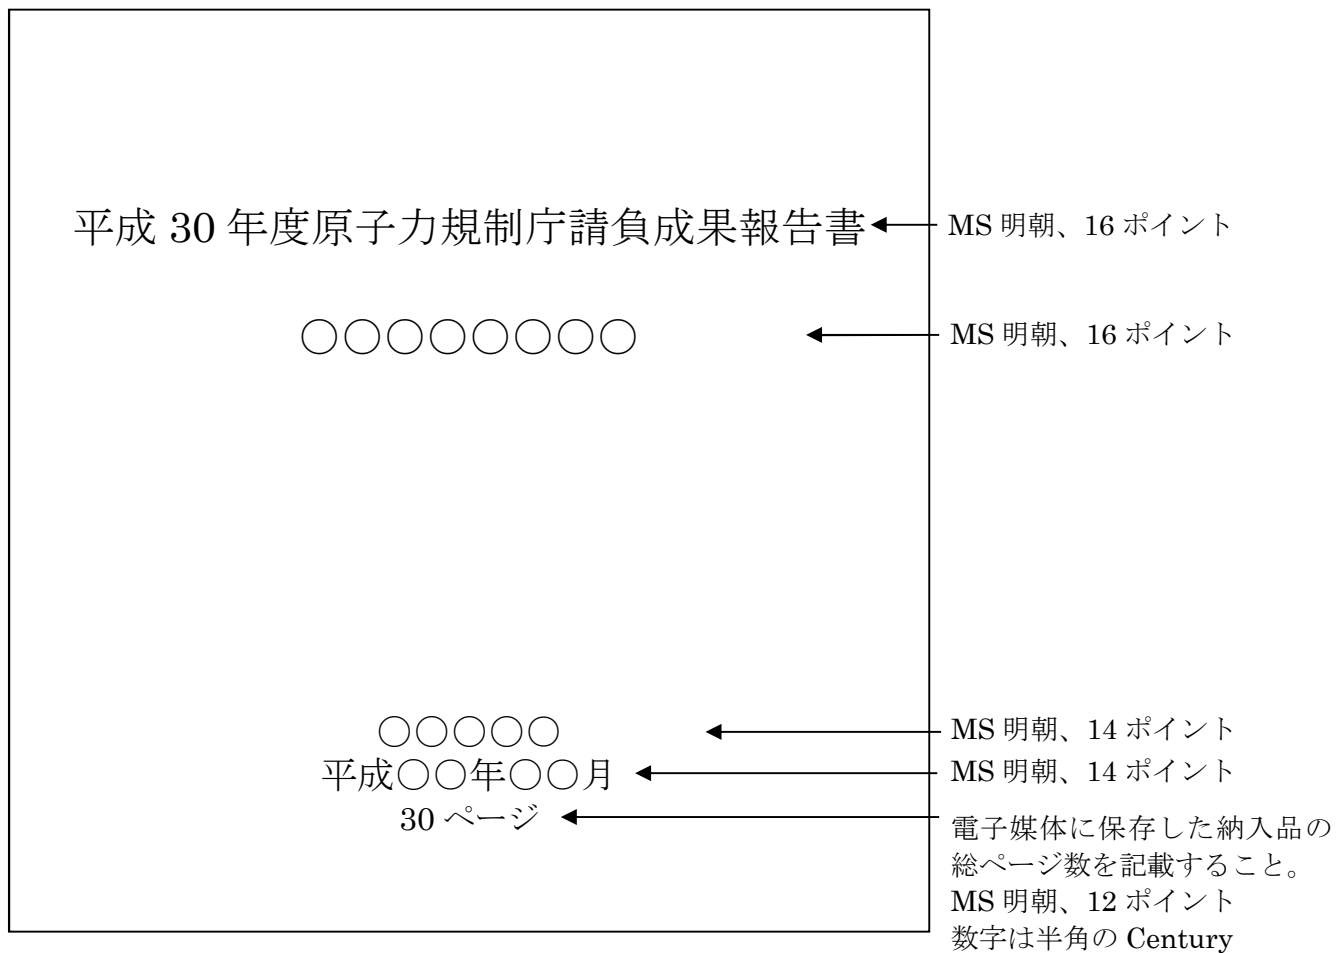 平成 30 年度原子力規制庁請負成果報告書
MS 明朝、16 ポイント
○○○○○○○○
MS 明朝、16 ポイント
○○○○○
MS 明朝、14 ポイント
平成○○年○○月
MS 明朝、14 ポイント
30 ページ
電子媒体に保存した納入品の
総ページ数を記載すること。
MS 明朝、12 ポイント
数字は半角の Century